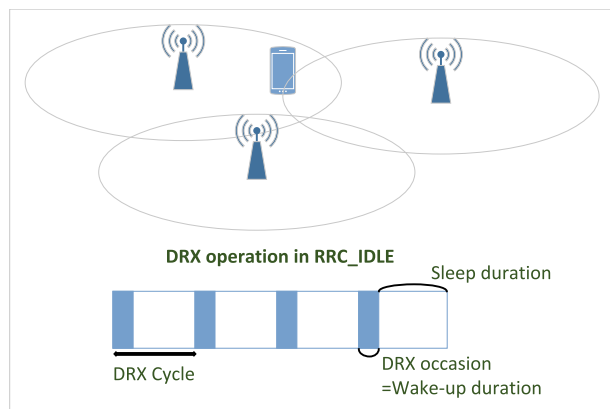 DRX operation in RRC_IDLE
Sleep duration
DRX Cycle
DRX occasion
=Wake-up duration